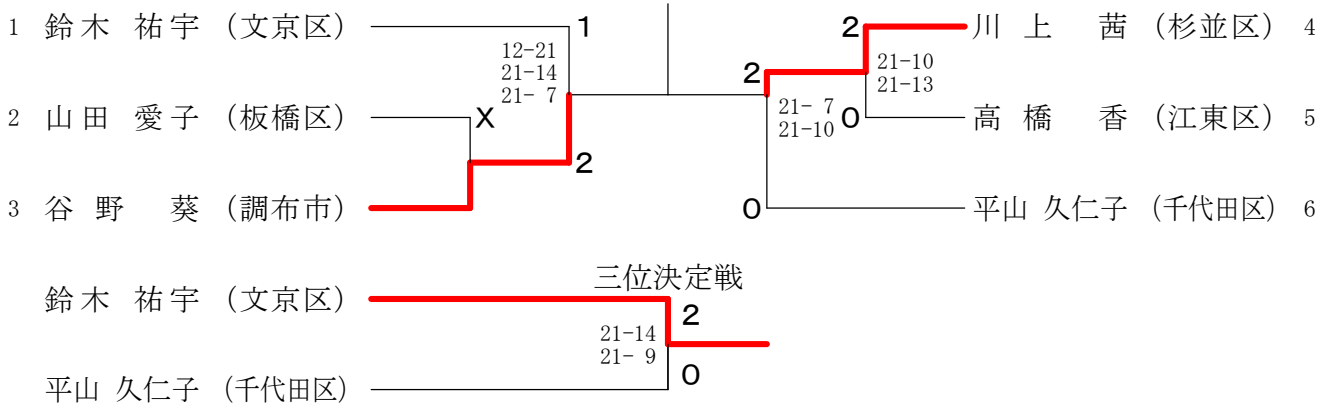 1 鈴木 祐宇 (文京区)
1
12-21
21-14
21- 7
2 山田 愛子 (板橋区)
X
2
3 谷野 葵 (調布市)
2
川上 茜 (杉並区) 4
21-10
21-13
2
0
高橋 香 (江東区) 5
21- 7
21-10
0
平山 久仁子 (千代田区) 6
三位決定戦
鈴木 祐宇 (文京区)
2
21-14
21- 9
0
平山 久仁子 (千代田区)